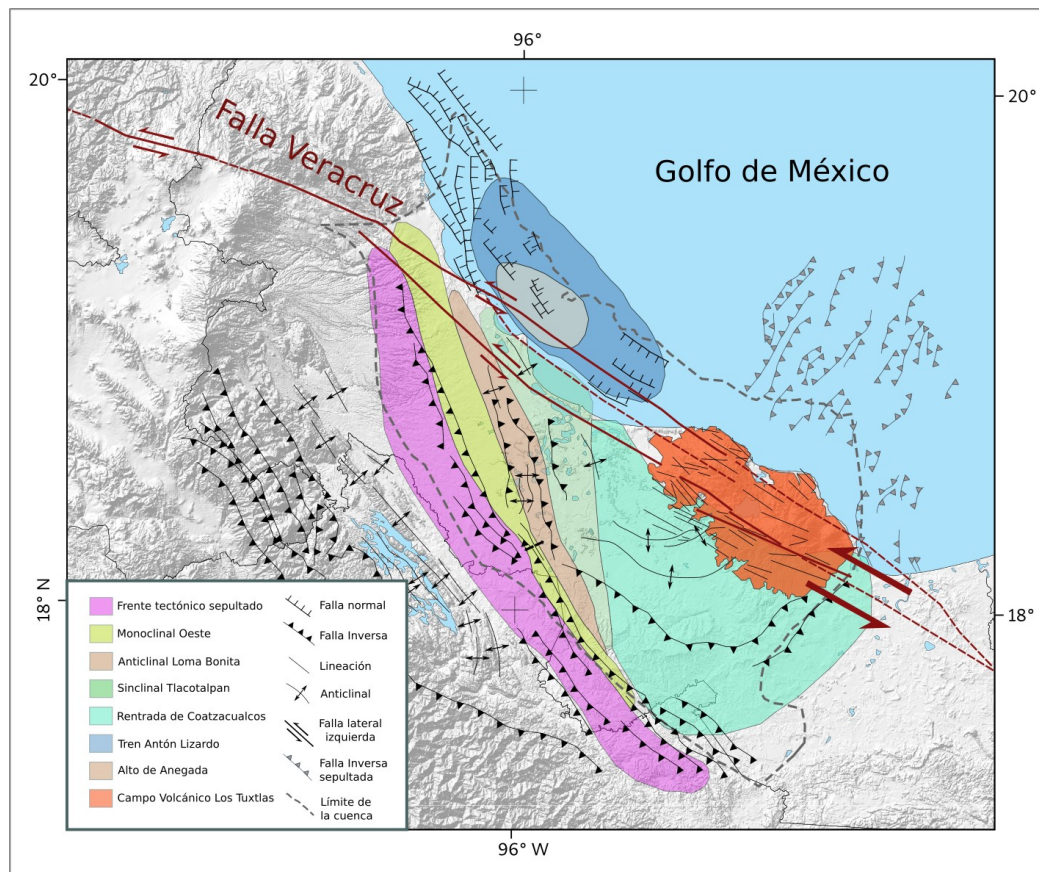 96°
20°
20°
Falla Veracruz
Golfo de México
18° N
18°
Frente tectónico sepultado
Monoclinal Oeste
Anticlinal Loma Bonita
Sinclinal Tlacotalpan
Rentrada de Coatzacualcos
Tren Antón Lizardo
Alto de Anegada
Campo Volcánico Los Tuxtlas
Falla normal
Falla Inversa
Lineación
Anticlinal
Falla lateral
izquierda
Falla Inversa
sepultada
Límite de
la cuenca
96° W